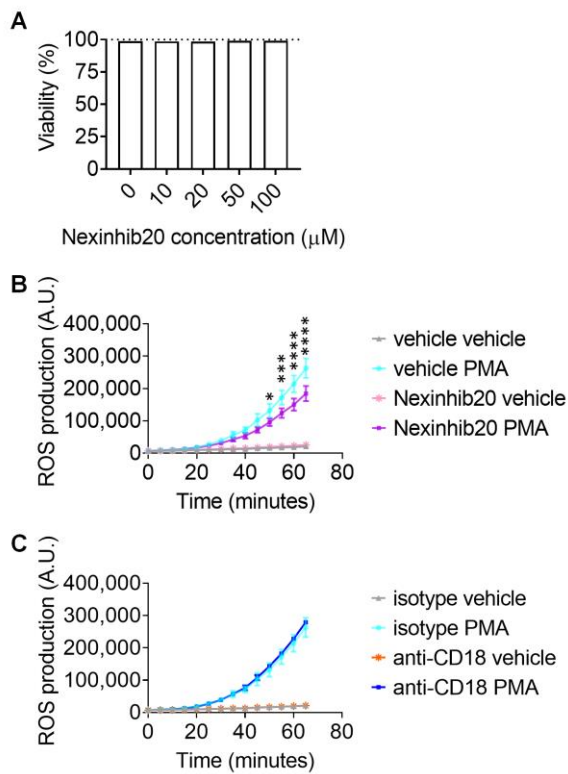 A
Viability (%)
100
75
50
25
0
0 10 20 50 100
Nexinhib20 concentration (μM)
B
ROS production (A.U.)
400,000
300,000
200,000
100,000
0
0 20 40 60 80
Time (minutes)
* *** **** ****
vehicle vehicle
vehicle PMA
Nexinhib20 vehicle
Nexinhib20 PMA
C
ROS production (A.U.)
400,000
300,000
200,000
100,000
0
0 20 40 60 80
Time (minutes)
isotype vehicle
isotype PMA
anti-CD18 vehicle
anti-CD18 PMA